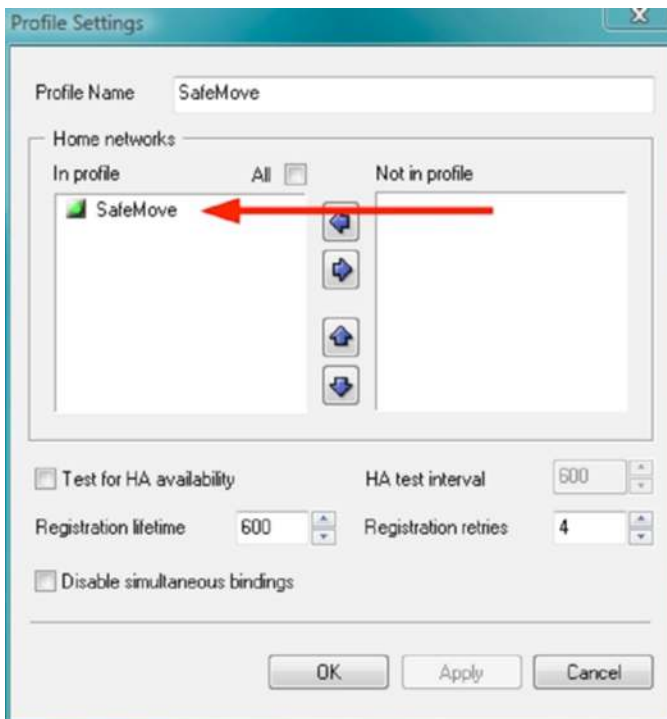 Profile Settings
Profile Name SafeMove
Home networks
In profile All Not in profile
SafeMove
Test for HA availability HA test interval 600
Registration lifetime 600 Registration retries 4
Disable simultaneous bindings
OK Apply Cancel